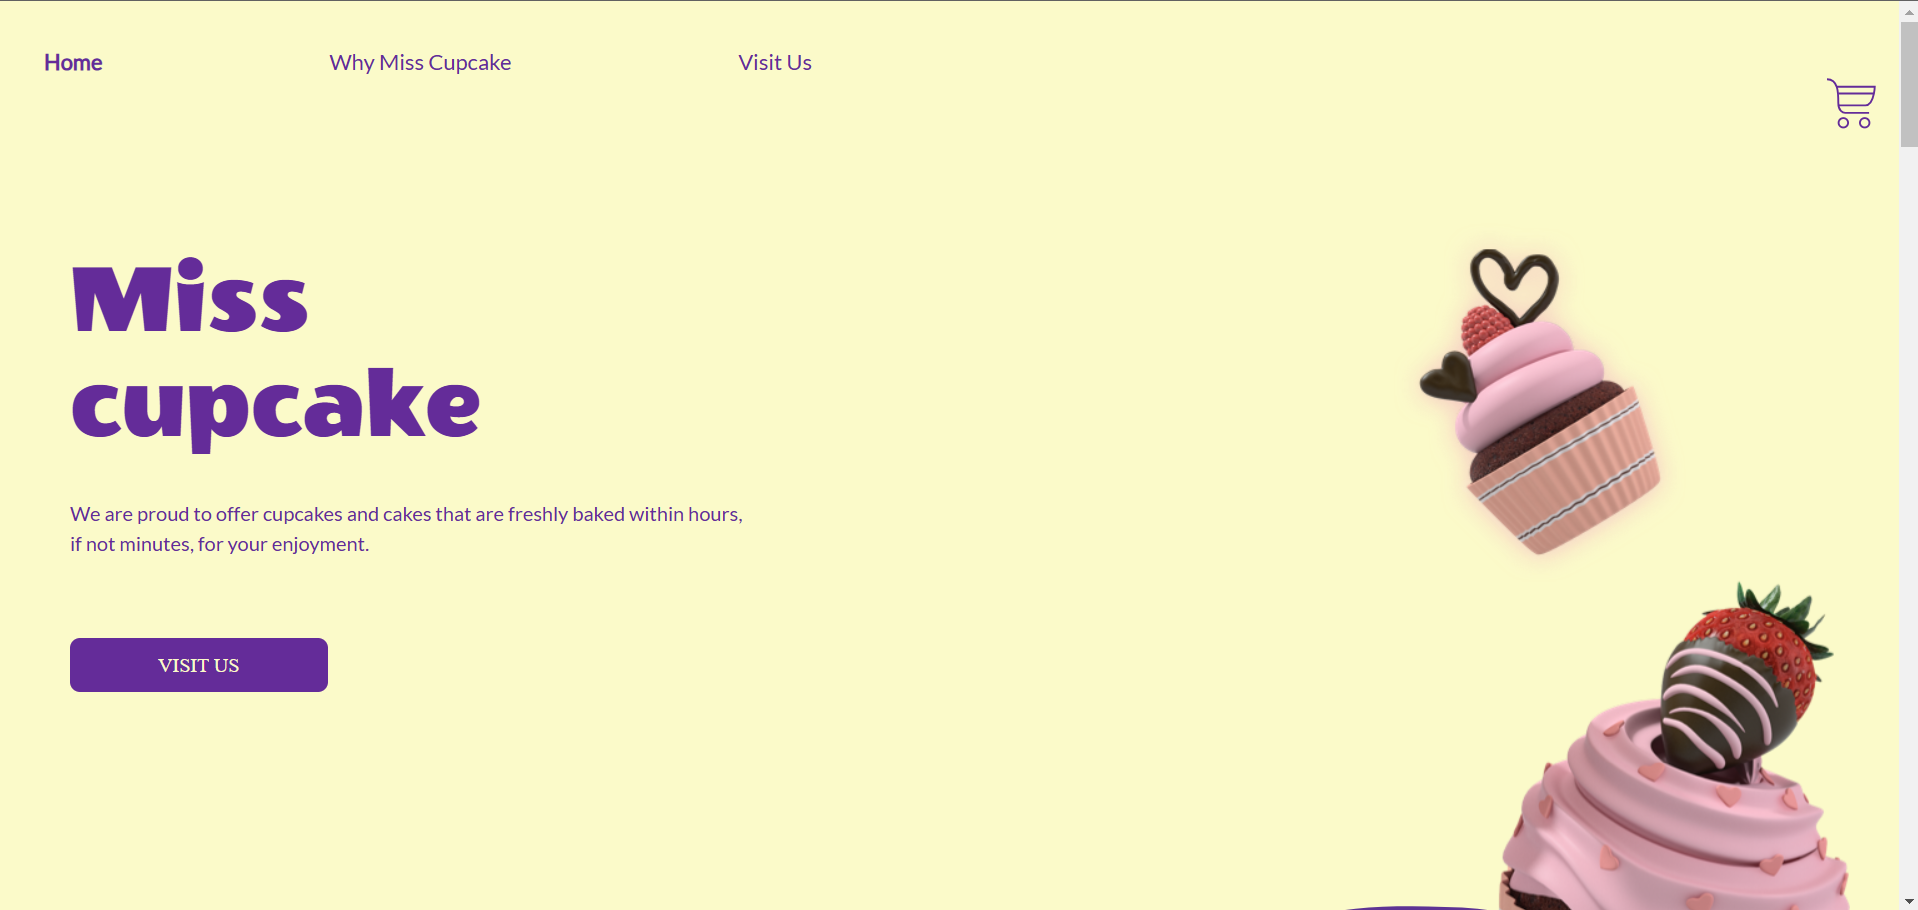 Home
Why Miss Cupcake
Visit Us
Miss
cupcake
We are proud to offer cupcakes and cakes that are freshly baked within hours,
if not minutes, for your enjoyment.
VISIT US